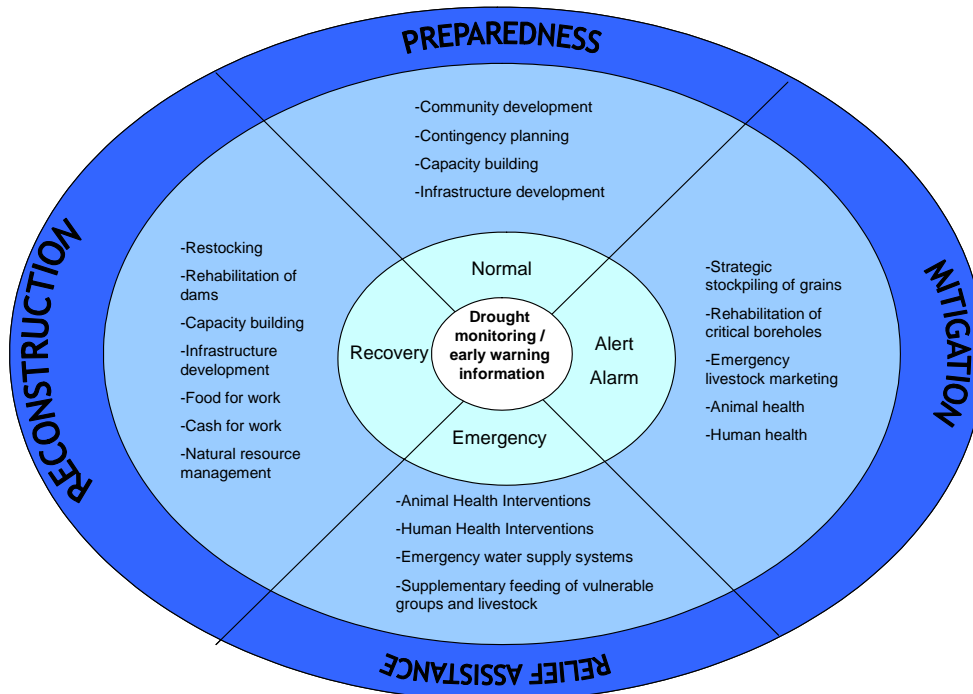 PREPAREDNESS
-Community development
-Contingency planning
-Capacity building
-Infrastructure development
RECONSTRUCTION
-Restocking
-Rehabilitation of
dams
-Capacity building
-Infrastructure
development
-Food for work
-Cash for work
-Natural resource
management
Normal
Recovery
Drought
monitoring /
early warning
information
Alert
Alarm
Emergency
-Strategic
stockpiling of grains
-Rehabilitation of
critical boreholes
-Emergency
livestock marketing
-Animal health
-Human health
MITIGATION
-Animal Health Interventions
-Human Health Interventions
-Emergency water supply systems
-Supplementary feeding of vulnerable
groups and livestock
RELIEF ASSISTANCE